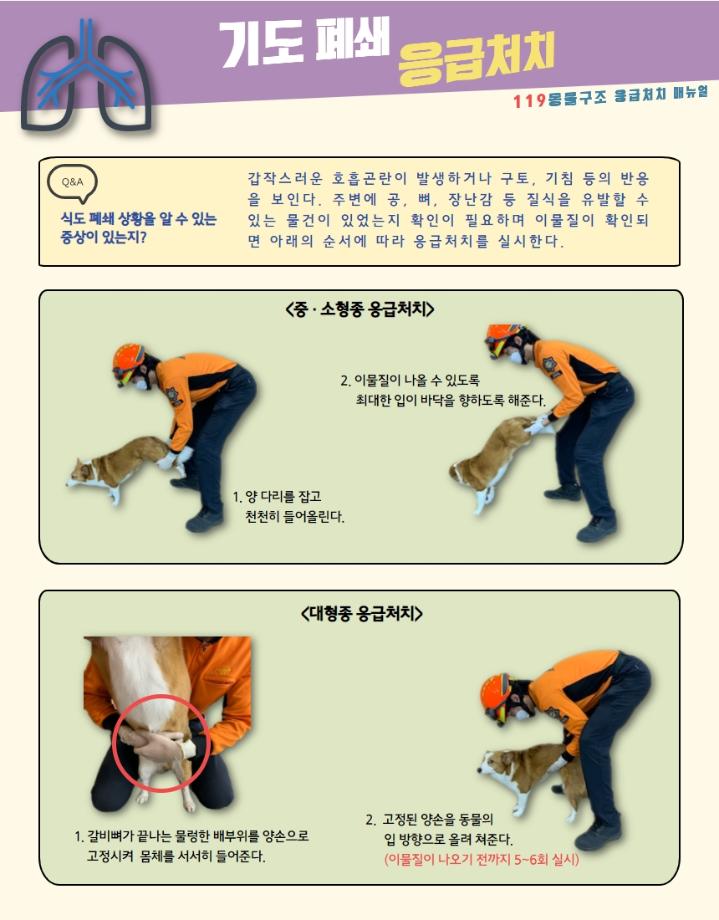 기도 폐쇄
응급처치
119동물구조 응급처치 매뉴얼
Q&A
식도 폐쇄 상황을 알 수 있는
증상이 있는지?
갑작스러운 호흡곤란이 발생하거나 구토, 기침 등의 반응
을 보인다. 주변에 공, 뼈, 장난감 등 질식을 유발할 수
있는 물건이 있었는지 확인이 필요하며 이물질이 확인되
면 아래의 순서에 따라 응급처치를 실시한다.
<중 · 소형종 응급처치>
1. 양 다리를 잡고
천천히 들어올린다.
2. 이물질이 나올 수 있도록
최대한 입이 바닥을 향하도록 해준다.
<대형종 응급처치>
1. 갈비뼈가 끝나는 물렁한 배부위를 양손으로
고정시켜 몸체를 서서히 들어준다.
2. 고정된 양손을 동물의
입 방향으로 올려 쳐준다.
(이물질이 나오기 전까지 5~6회 실시)